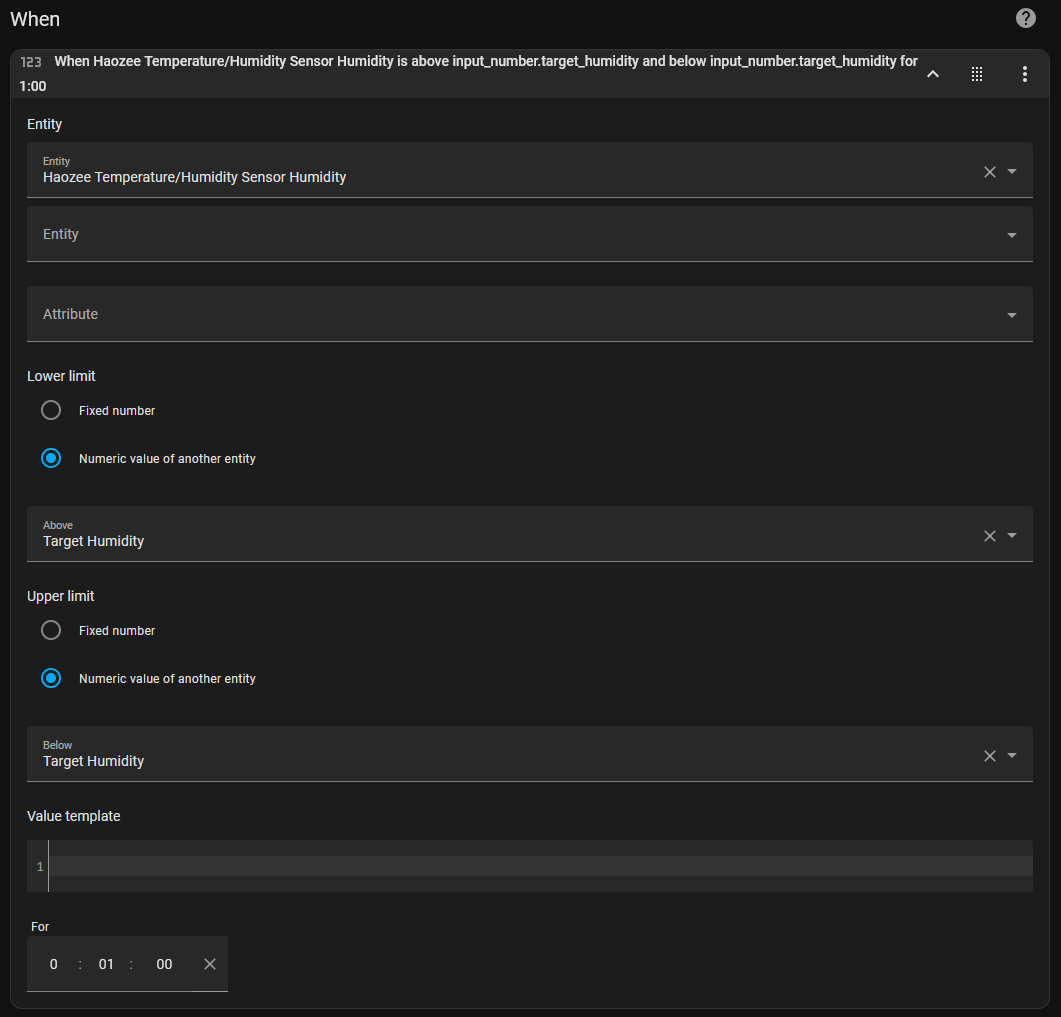 When
123 When Haozee Temperature/Humidity Sensor Humidity is above input_number.target_humidity and below input_number.target_humidity for
1:00
Entity
Entity
Haozee Temperature/Humidity Sensor Humidity
Entity
Attribute
Lower limit
Fixed number
Numeric value of another entity
Above
Target Humidity
Upper limit
Fixed number
Numeric value of another entity
Below
Target Humidity
Value template
1
For
0 : 01 : 00